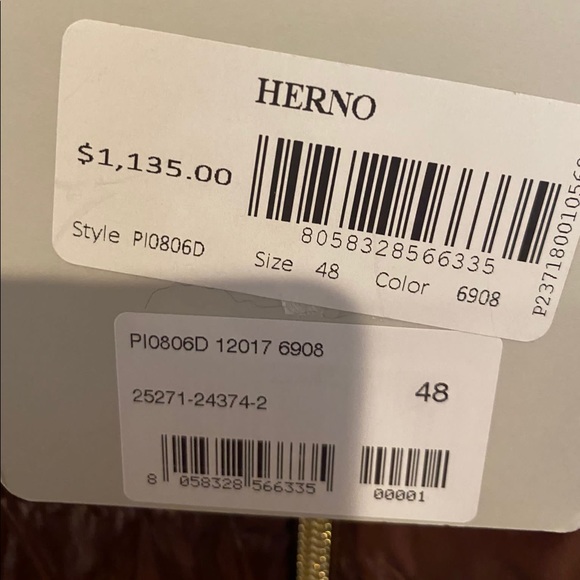 HERNO
$1,135.00
8058328566335
Style PI0806D Size 48 Color 6908
PI0806D 12017 6908
25271-24374-2
48
8 058328 566335
00001